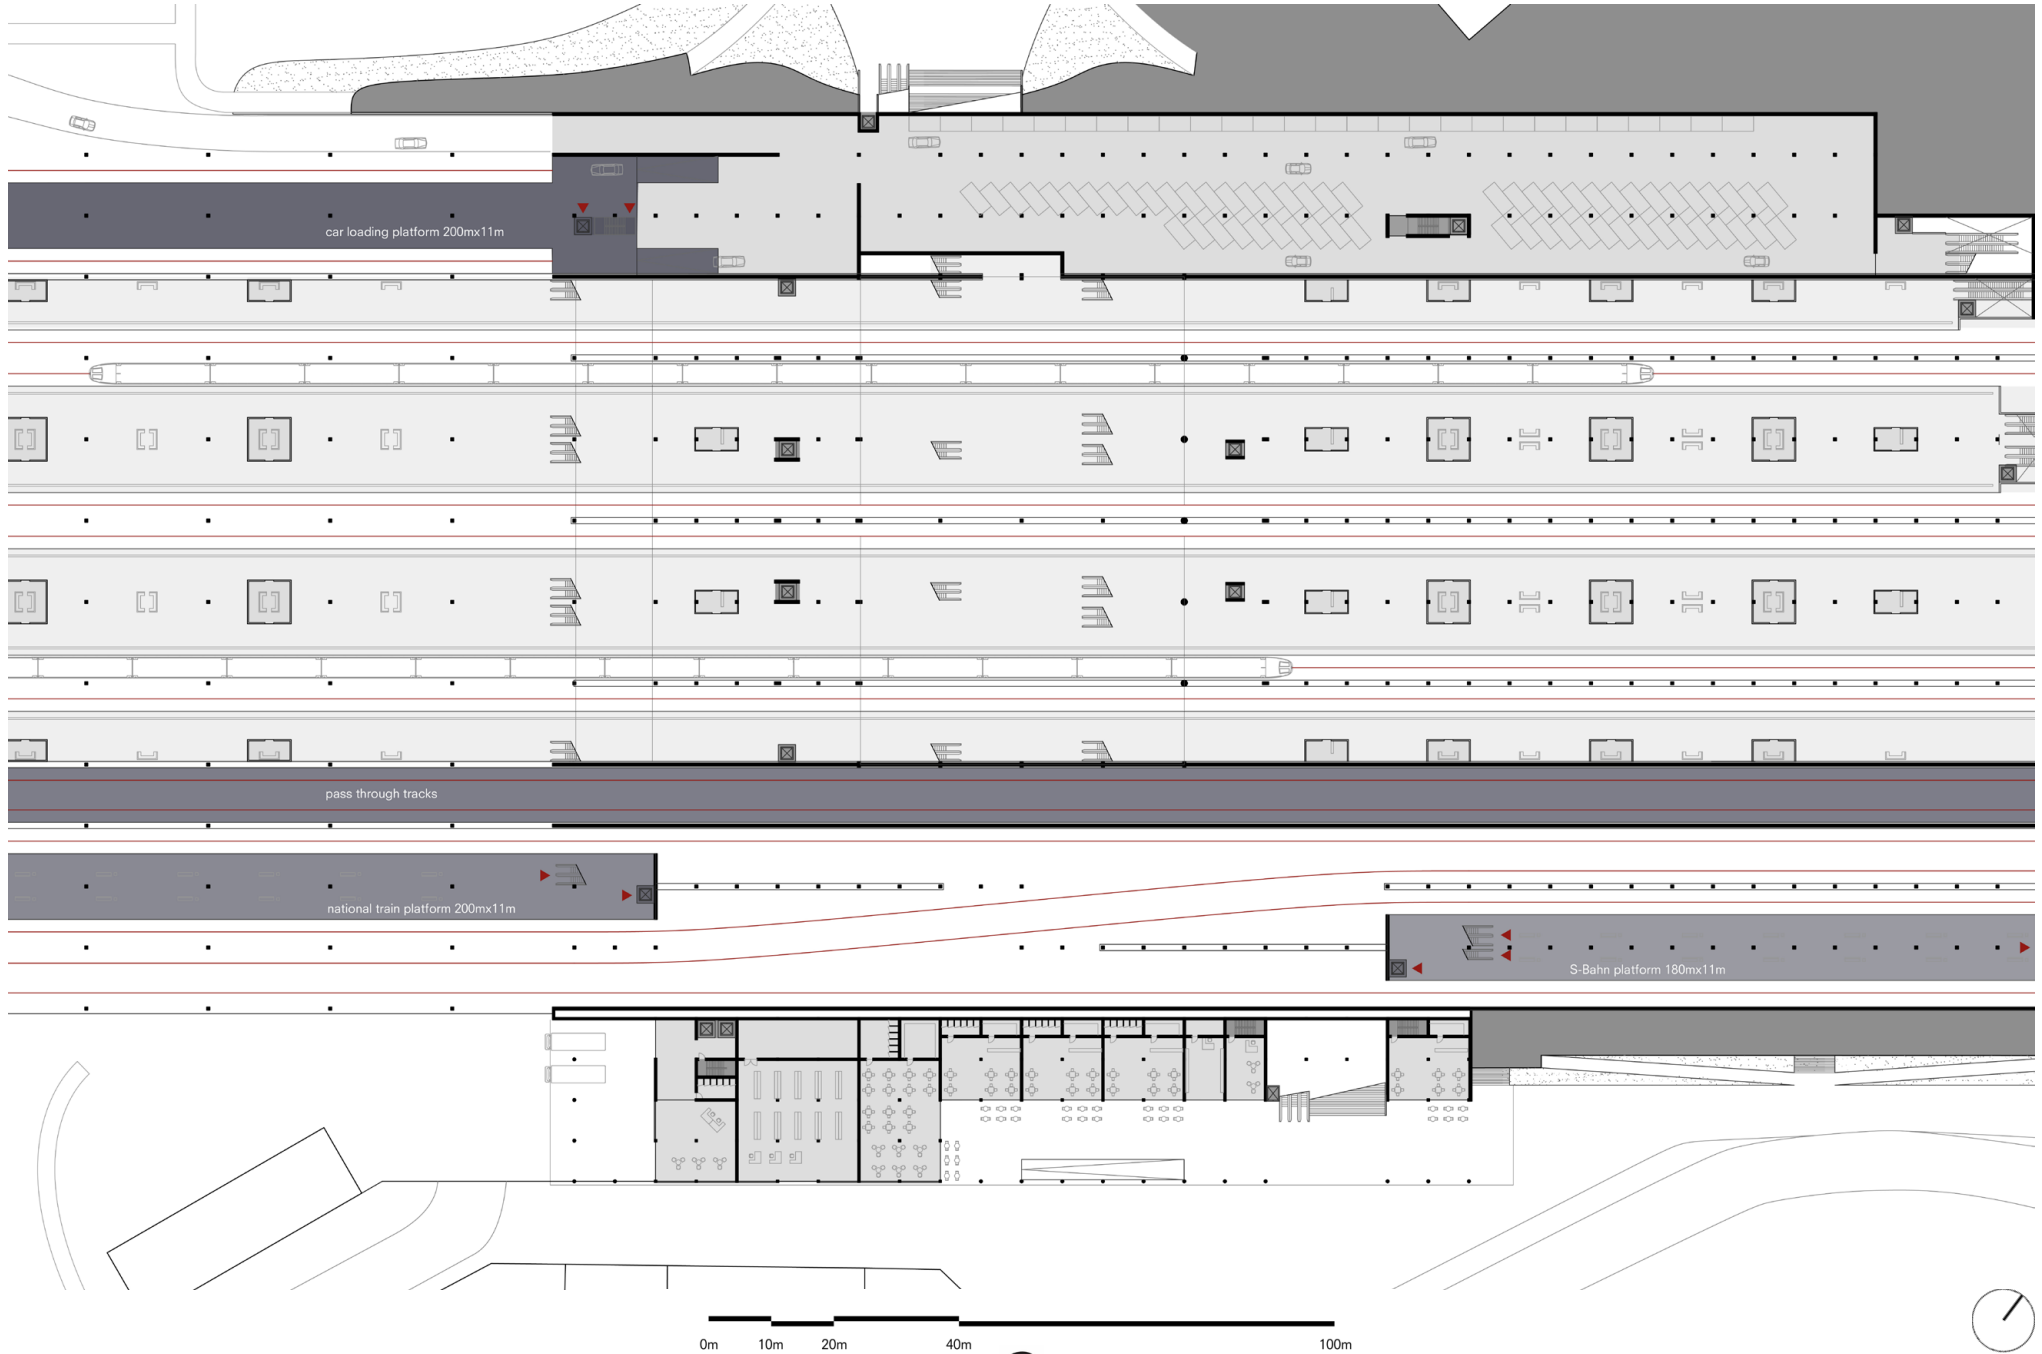 car loading platform 200mx11m
pass through tracks
national train platform 200mx11m
S-Bahn platform 180mx11m
0m 10m 20m 40m 100m